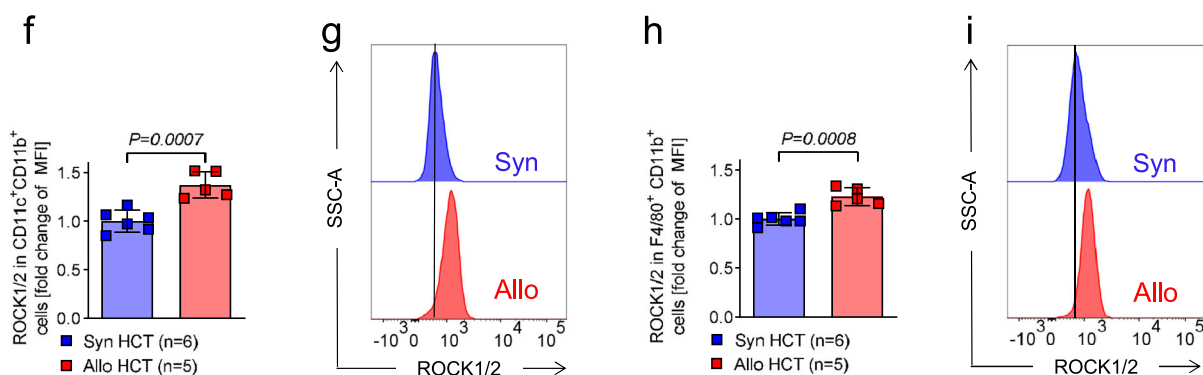 f
P=0.0007
ROCK1/2 in CD11c+CD11b+
cells [fold change of MFI]
1.5
1.0
0.5
0.0
Syn HCT (n=6)
Allo HCT (n=5)
g
SSC-A
Syn
Allo
-10³ 10³ 10⁴ 10⁵
ROCK1/2
h
P=0.0008
ROCK1/2 in F4/80+ CD11b+
cells [fold change of MFI]
1.5
1.0
0.5
0.0
Syn HCT (n=6)
Allo HCT (n=5)
i
SSC-A
Syn
Allo
-10³ 10³ 10⁴ 10⁵
ROCK1/2